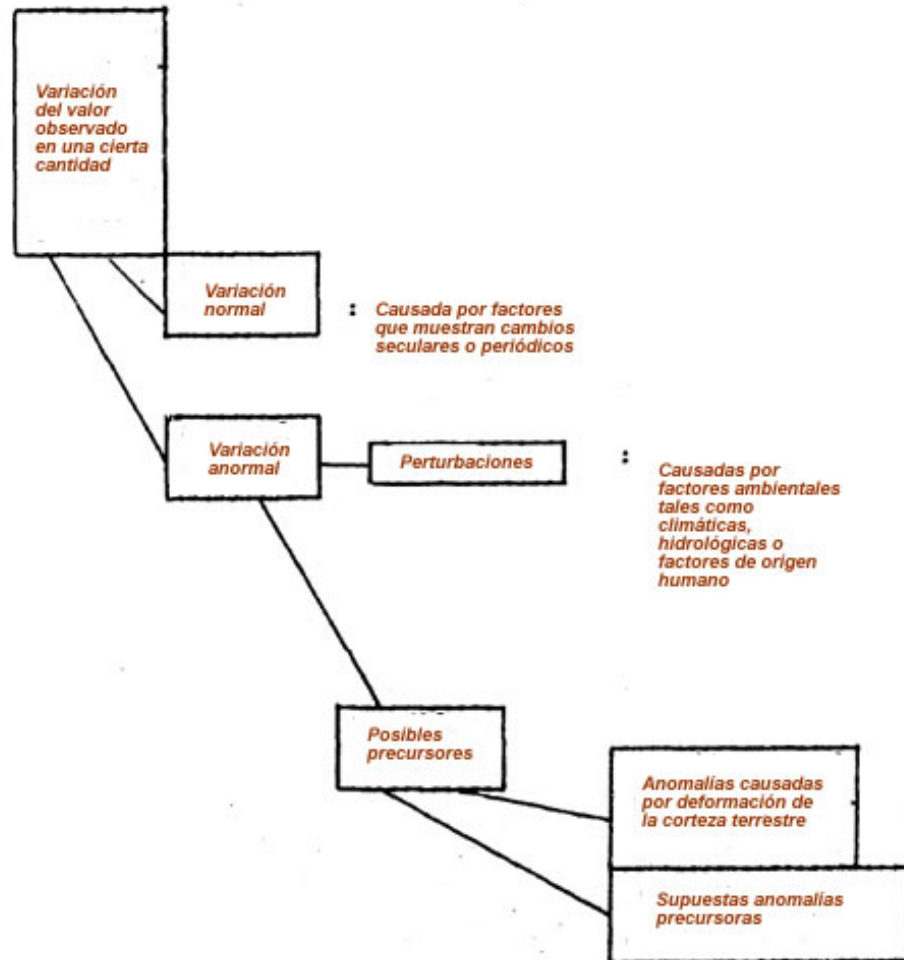 Variación
del valor
observado
en una cierta
cantidad
Variación
normal
: Causada por factores
que muestran cambios
seculares o periódicos
Variación
anormal
Perturbaciones
:
Causadas por
factores ambientales
tales como
climáticas,
hidrológicas o
factores de origen
humano
Posibles
precursores
Anomalías causadas
por deformación de
la corteza terrestre
Supuestas anomalías
precursoras